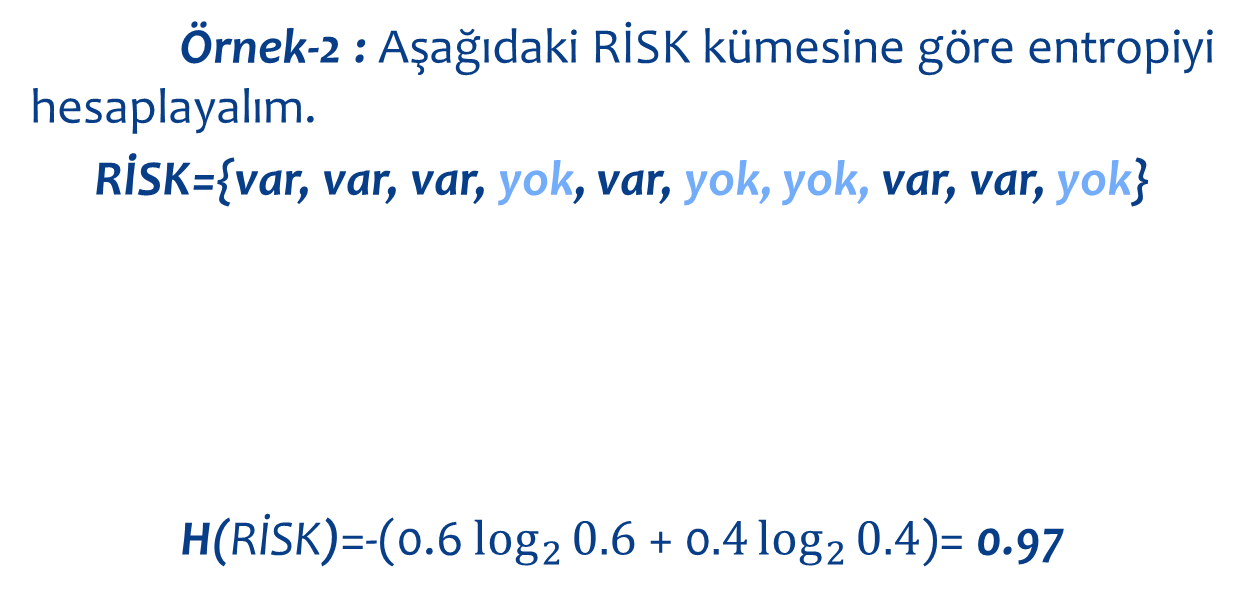 Örnek-2 : Aşağıdaki RİSK kümesine göre entropiyi
hesaplayalım.
RİSK={var, var, var, yok, var, yok, yok, var, var, yok}
H(RİSK)=-(0.6 log₂ 0.6 + 0.4 log₂ 0.4)= 0.97